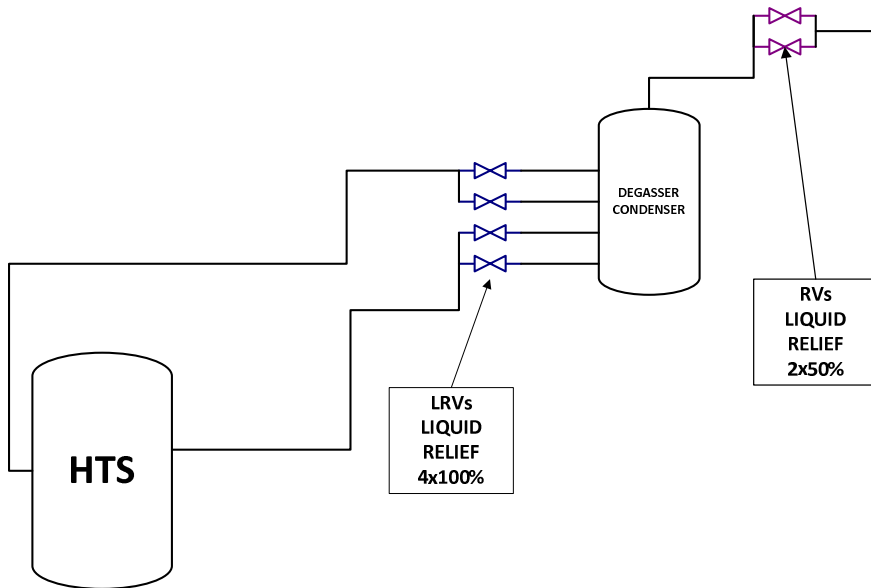 DEGASSER
CONDENSER
RVs
LIQUID
RELIEF
2x50%
LRVs
LIQUID
RELIEF
4x100%
HTS